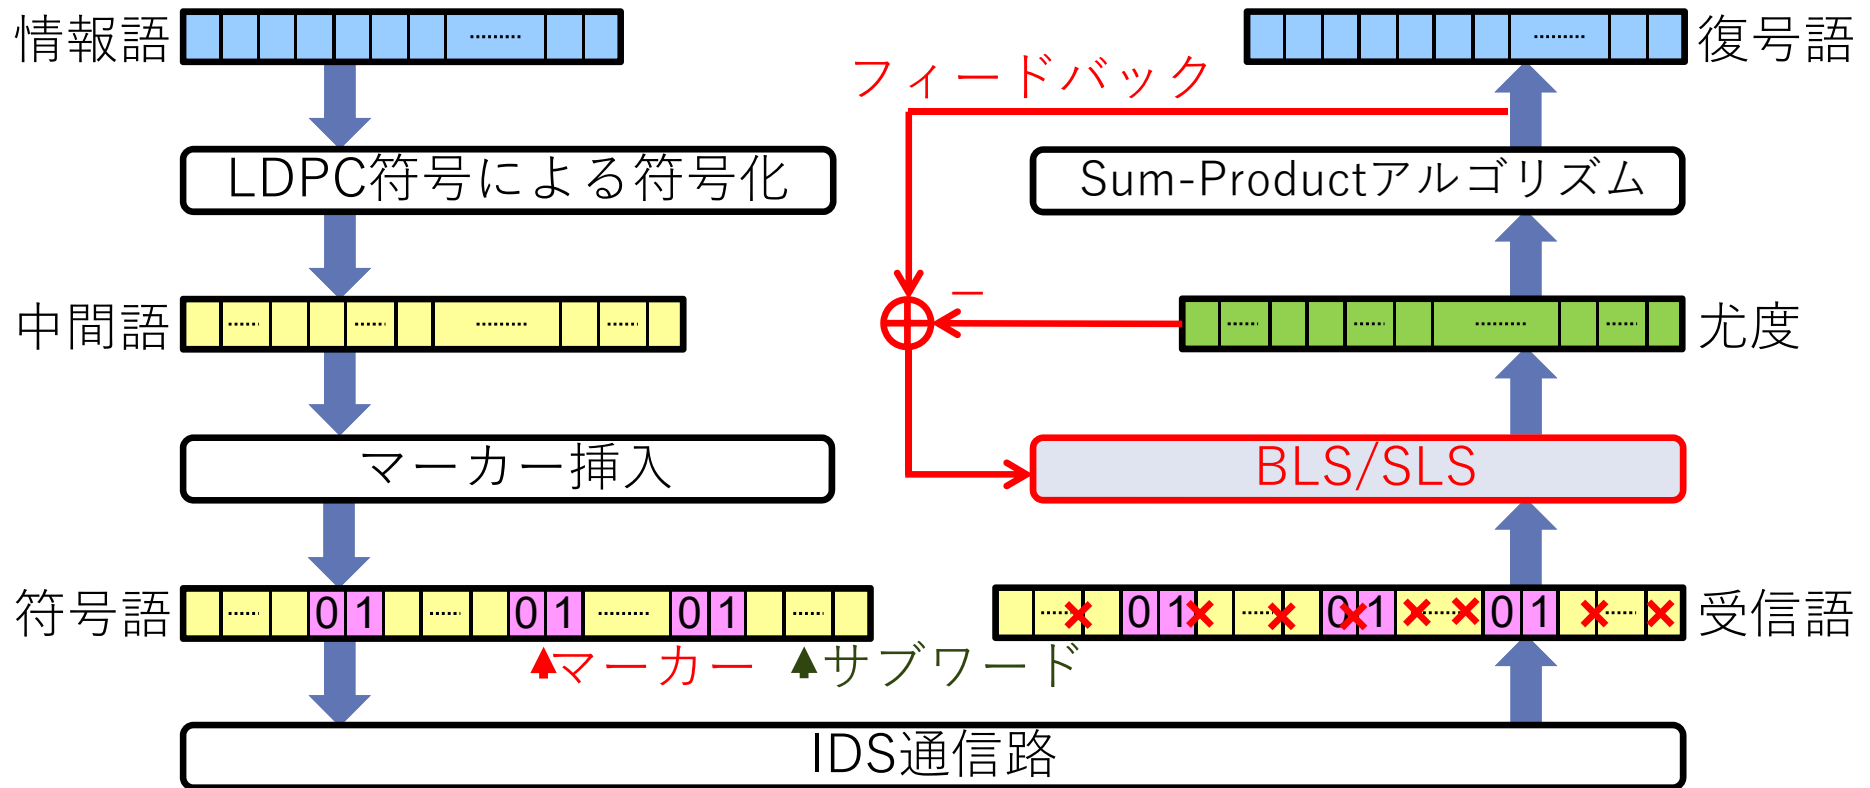 情報語
復号語
フィードバック
LDPC符号による符号化
Sum-Productアルゴリズム
中間語
−
尤度
マーカー挿入
BLS/SLS
符号語
01
01
01
01
01
01
受信語
マーカー
サブワード
IDS通信路